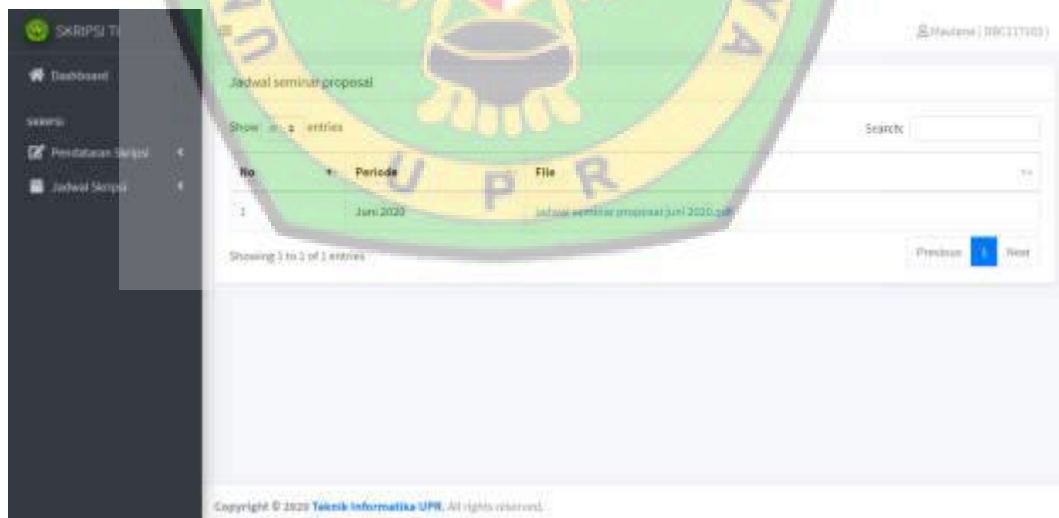 SKRIPSI TI
Dashboard
Jadwal seminar proposal
SKRIPSI
Show entries
Search:
Pendataan Skripsi
No Periode File
Jadwal Skripsi
1 Juni 2020 Jadwal seminar proposal juni 2020.pdf
Showing 1 to 1 of 1 entries
Previous 1 Next
Copyright © 2020 Teknik Informatika UPR. All rights reserved.
U P R
Y A